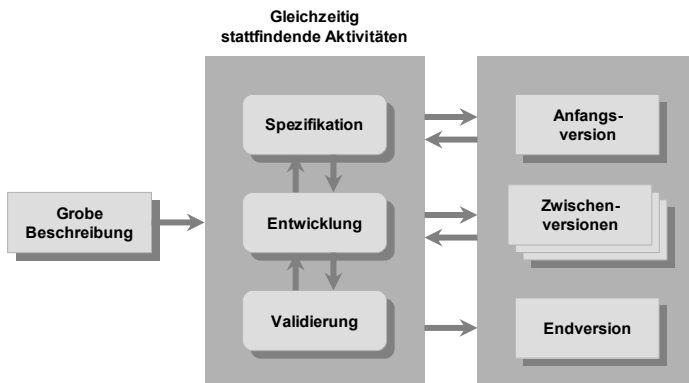 Gleichzeitig
stattfindende Aktivitäten
Spezifikation
Anfangs-
version
Grobe
Beschreibung
Entwicklung
Zwischen-
versionen
Validierung
Endversion